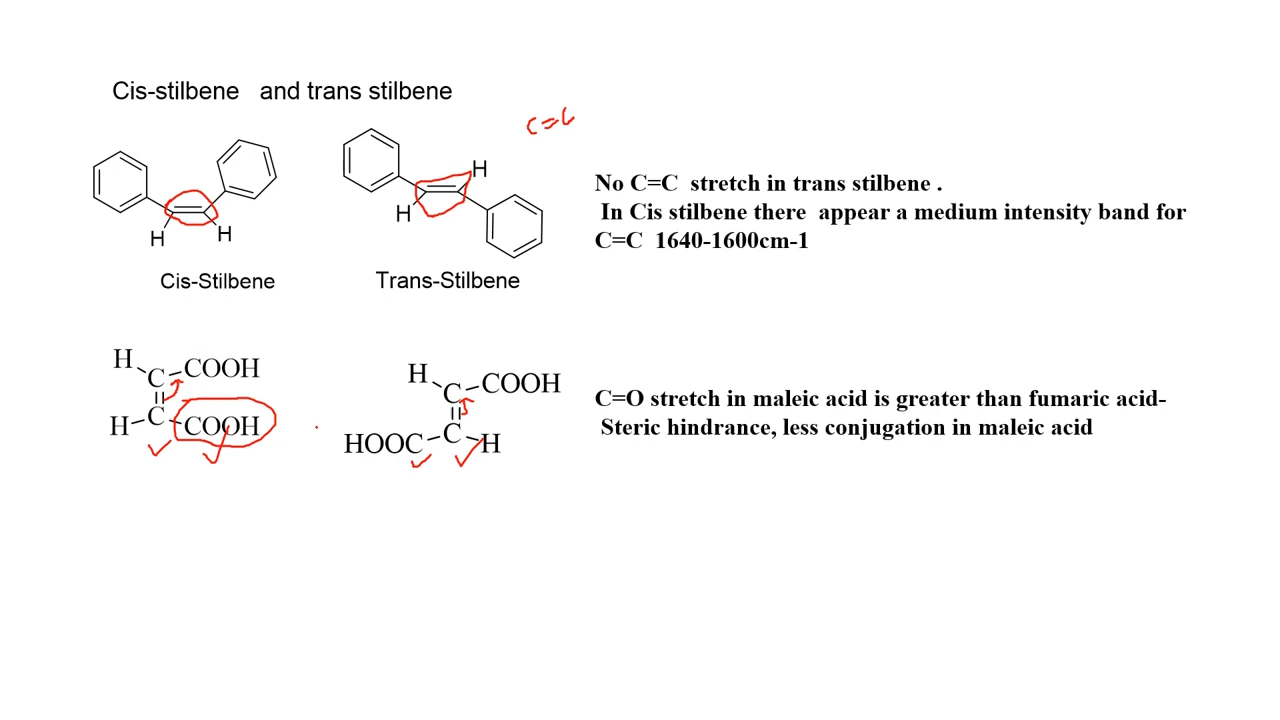 Cis-stilbene and trans stilbene
C=C
H
H
H
H
No C=C stretch in trans stilbene .
In Cis stilbene there appear a medium intensity band for
C=C 1640-1600cm-1
Cis-Stilbene
Trans-Stilbene
H
C
COOH
H
C
COOH
H
C
COOH
HOOC
C
H
C=O stretch in maleic acid is greater than fumaric acid-
Steric hindrance, less conjugation in maleic acid